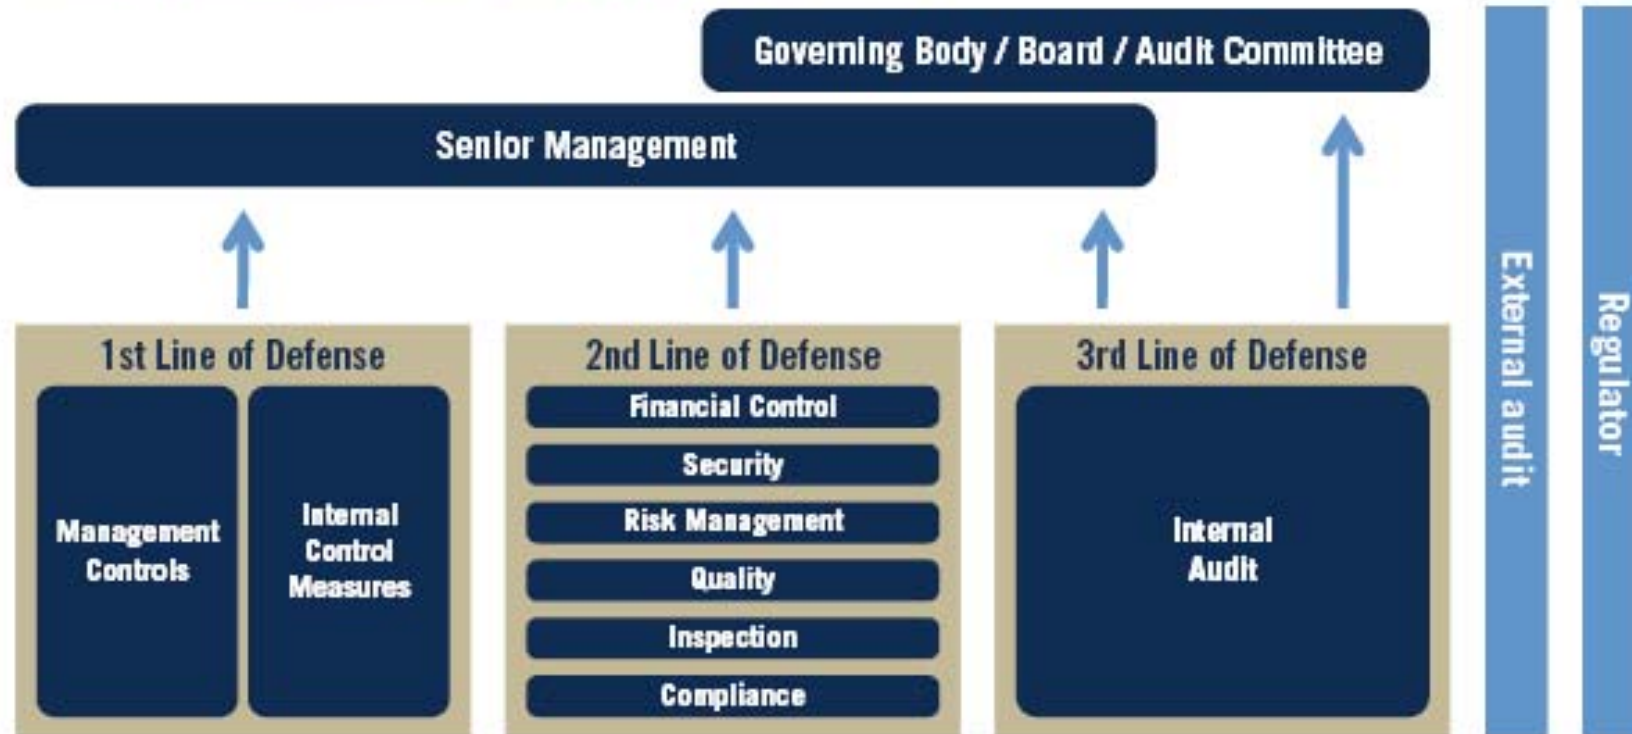 Governing Body / Board / Audit Committee
Senior Management
1st Line of Defense
Management
Controls
Internal
Control
Measures
2nd Line of Defense
Financial Control
Security
Risk Management
Quality
Inspection
Compliance
3rd Line of Defense
Internal
Audit
External audit
Regulator